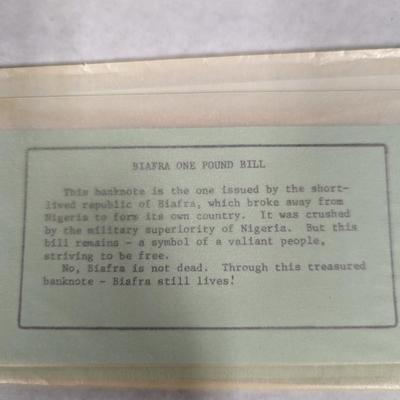 BIAFRA ONE POUND BILL
This banknote is the one issued by the short-
lived republic of Biafra, which broke away from
Nigeria to form its own country. It was crushed
by the military superiority of Nigeria. But this
bill remains - a symbol of a valiant people,
striving to be free.
No, Biafra is not dead. Through this treasured
banknote - Biafra still lives!